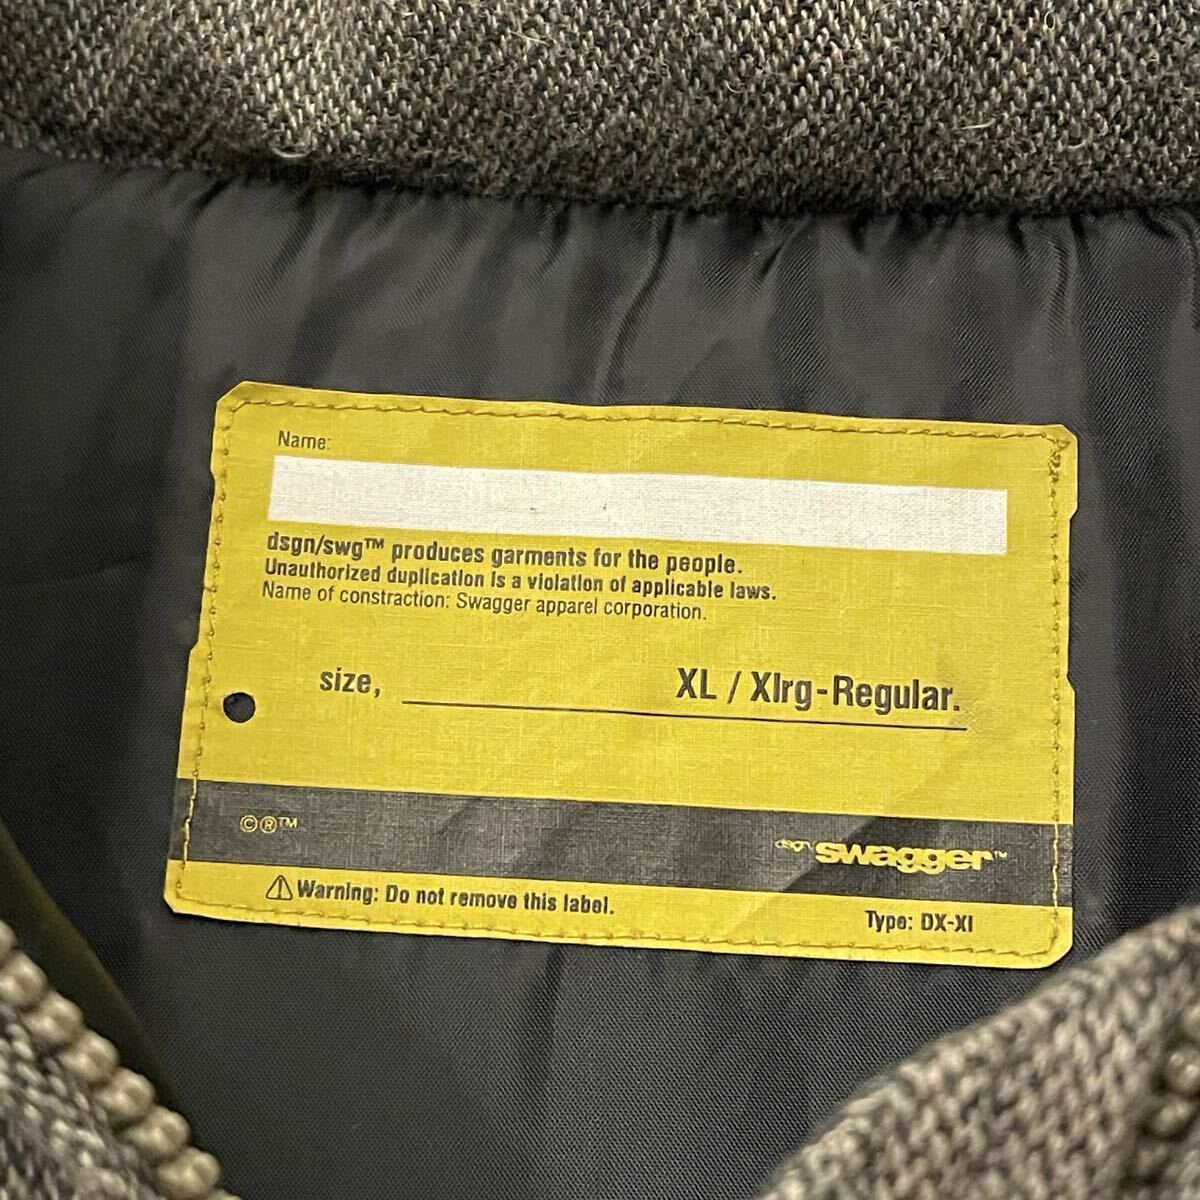 Name:
dsgn/swg™ produces garments for the people.
Unauthorized duplication is a violation of applicable laws.
Name of constraction: Swagger apparel corporation.
size, XL / Xlrg-Regular.
©®™
dsgn swagger™
⚠ Warning: Do not remove this label.
Type: DX-XI